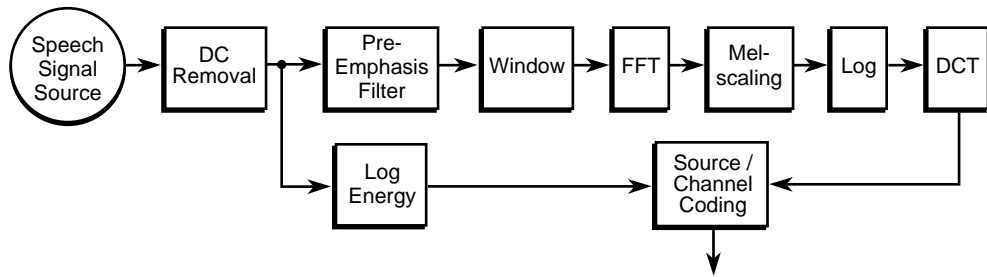 Speech
Signal
Source
DC
Removal
Pre-
Emphasis
Filter
Window
FFT
Mel-
scaling
Log
DCT
Log
Energy
Source /
Channel
Coding